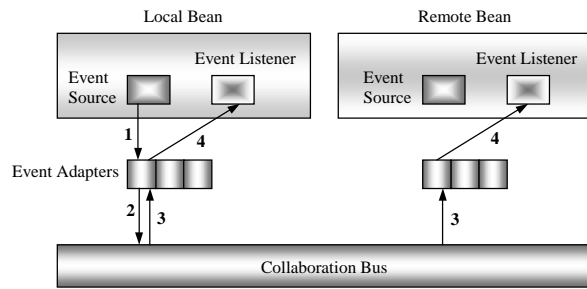 Local Bean
Remote Bean
Event Listener
Event
Source
Event Listener
Event
Source
1
4
4
Event Adapters
2
3
3
Collaboration Bus